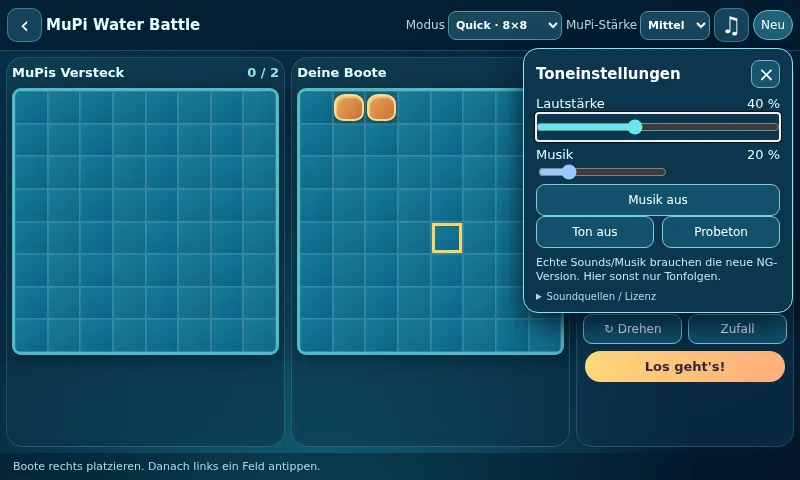 ‹ MuPi Water Battle Modus Quick · 8×8 MuPi-Stärke Mittel ♫ Neu
MuPis Versteck 0 / 2
Deine Boote
Toneinstellungen ×
Lautstärke 40 %
Musik 20 %
Musik aus
Ton aus Probeton
Echte Sounds/Musik brauchen die neue NG-
Version. Hier sonst nur Tonfolgen.
▸ Soundquellen / Lizenz
↻ Drehen Zufall
Los geht's!
Boote rechts platzieren. Danach links ein Feld antippen.